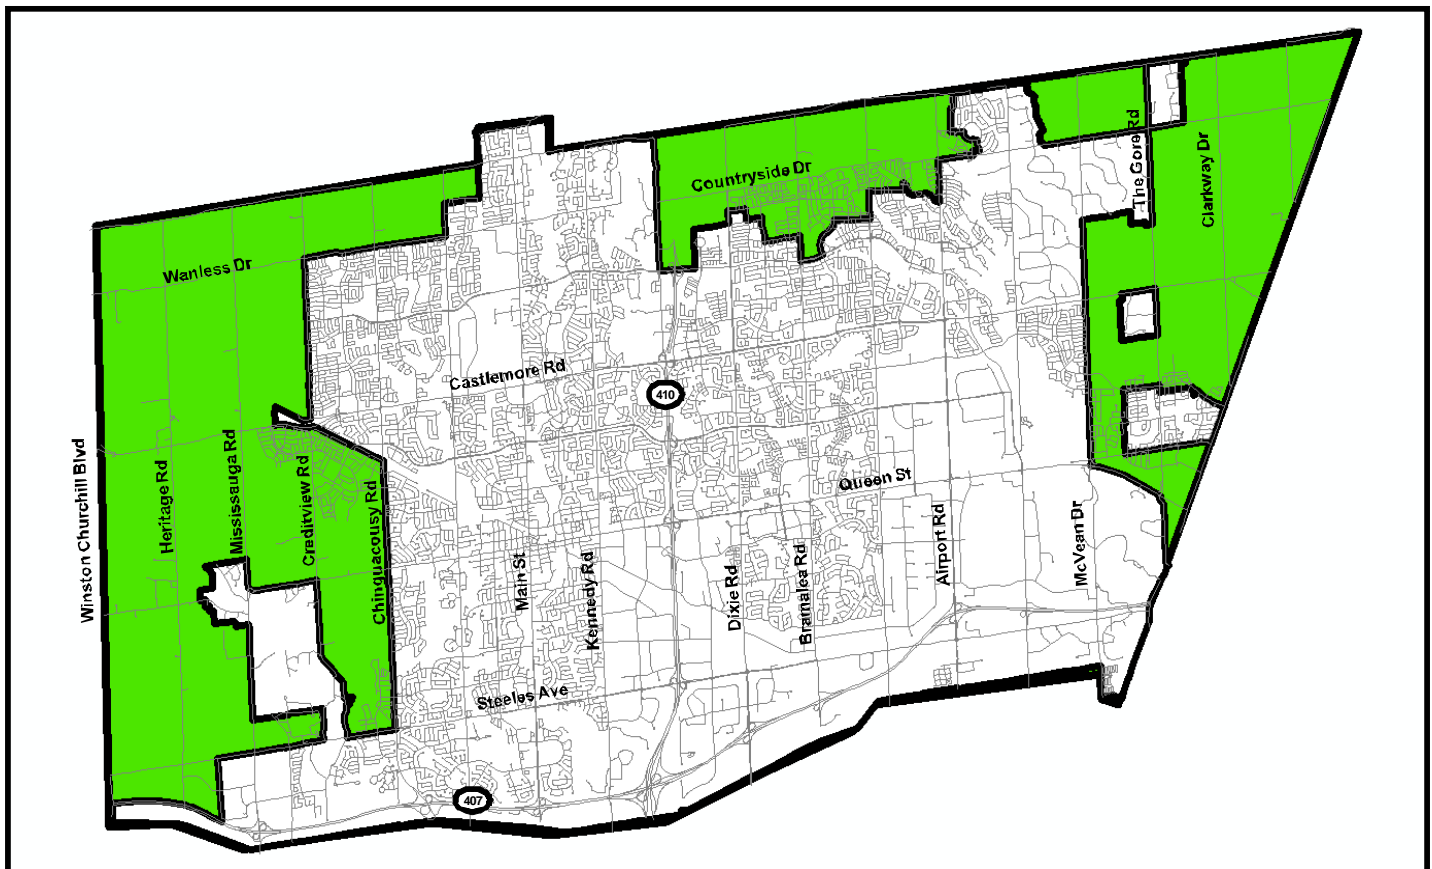 The Gore Rd
Clarkway Dr
Countryside Dr
Wanless Dr
Castlemore Rd
410
Winston Churchill Blvd
Heritage Rd
Mississauga Rd
Creditview Rd
Chinquacousy Rd
Queen St
Main St
Kennedy Rd
Dixie Rd
Bramalea Rd
Airport Rd
McVean Dr
Steeles Ave
407